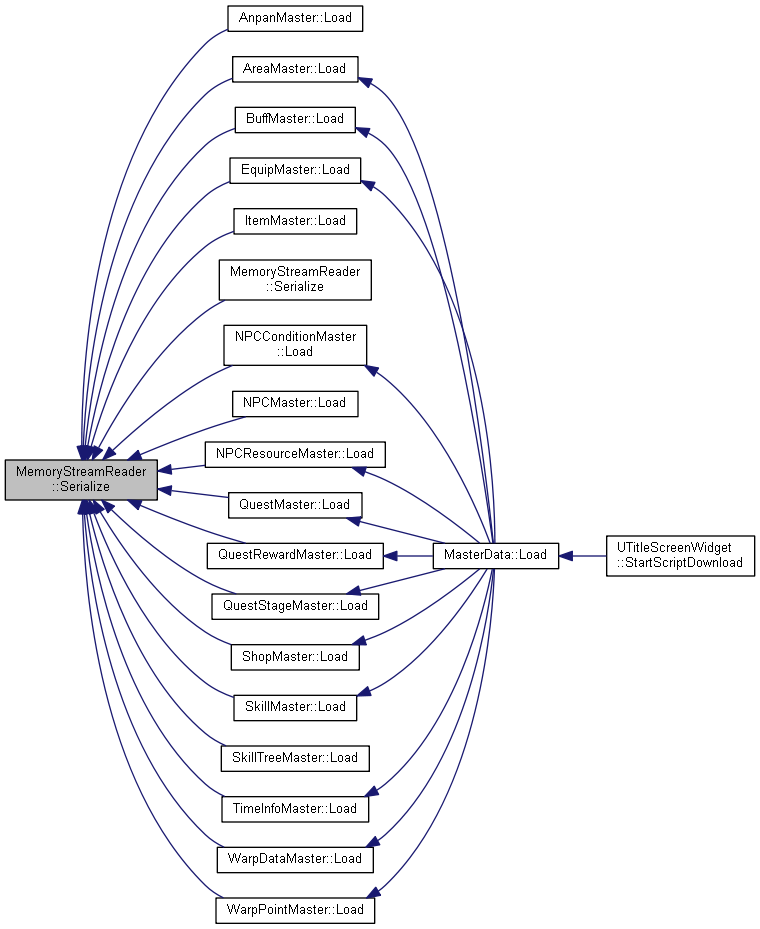 AnpanMaster::Load
AreaMaster::Load
BuffMaster::Load
EquipMaster::Load
ItemMaster::Load
MemoryStreamReader
::Serialize
NPCConditionMaster
::Load
NPCMaster::Load
MemoryStreamReader
::Serialize
NPCResourceMaster::Load
QuestMaster::Load
QuestRewardMaster::Load
MasterData::Load
UTitleScreenWidget
::StartScriptDownload
QuestStageMaster::Load
ShopMaster::Load
SkillMaster::Load
SkillTreeMaster::Load
TimeInfoMaster::Load
WarpDataMaster::Load
WarpPointMaster::Load